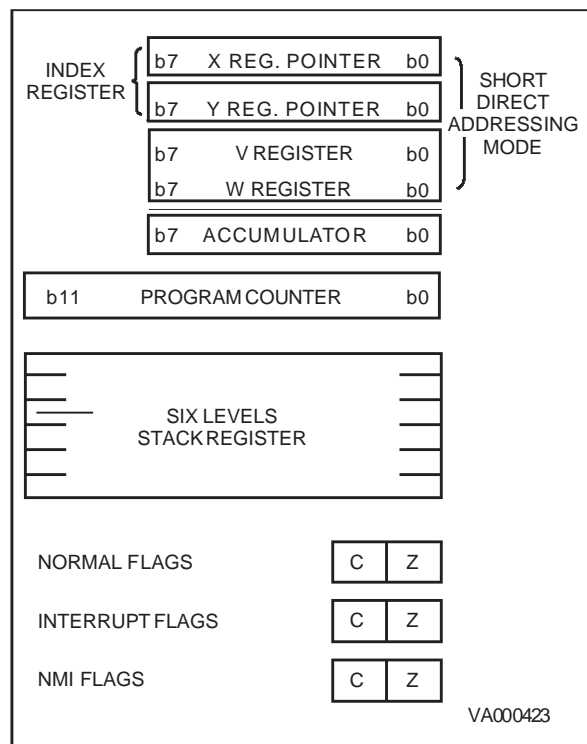 INDEX
REGISTER
b7 X REG. POINTER b0
b7 Y REG. POINTER b0
b7 V REGISTER b0
b7 W REGISTER b0
b7 ACCUMULATOR b0
SHORT
DIRECT
ADDRESSING
MODE
b11 PROGRAM COUNTER b0
SIX LEVELS
STACK REGISTER
NORMAL FLAGS C Z
INTERRUPT FLAGS C Z
NMI FLAGS C Z
VA000423